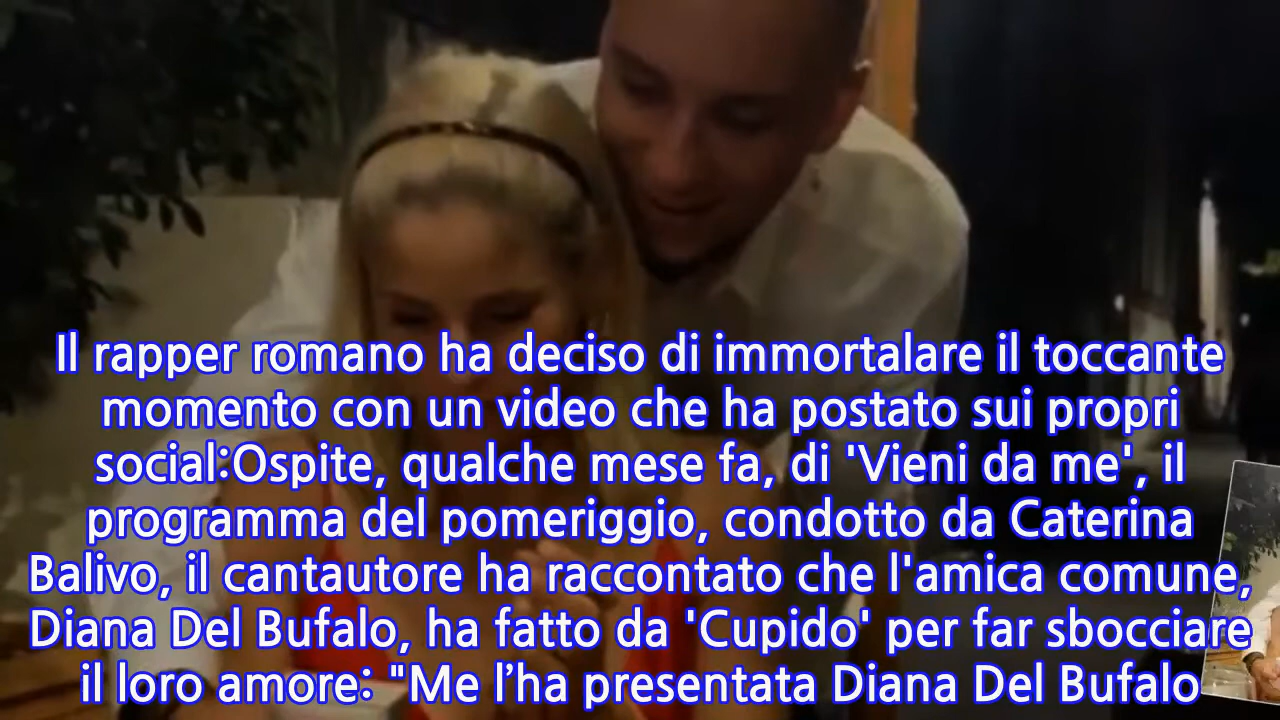 Il rapper romano ha deciso di immortalare il toccante
momento con un video che ha postato sui propri
social:Ospite, qualche mese fa, di 'Vieni da me', il
programma del pomeriggio, condotto da Caterina
Balivo, il cantautore ha raccontato che l'amica comune,
Diana Del Bufalo, ha fatto da 'Cupido' per far sbocciare
il loro amore: "Me l’ha presentata Diana Del Bufalo